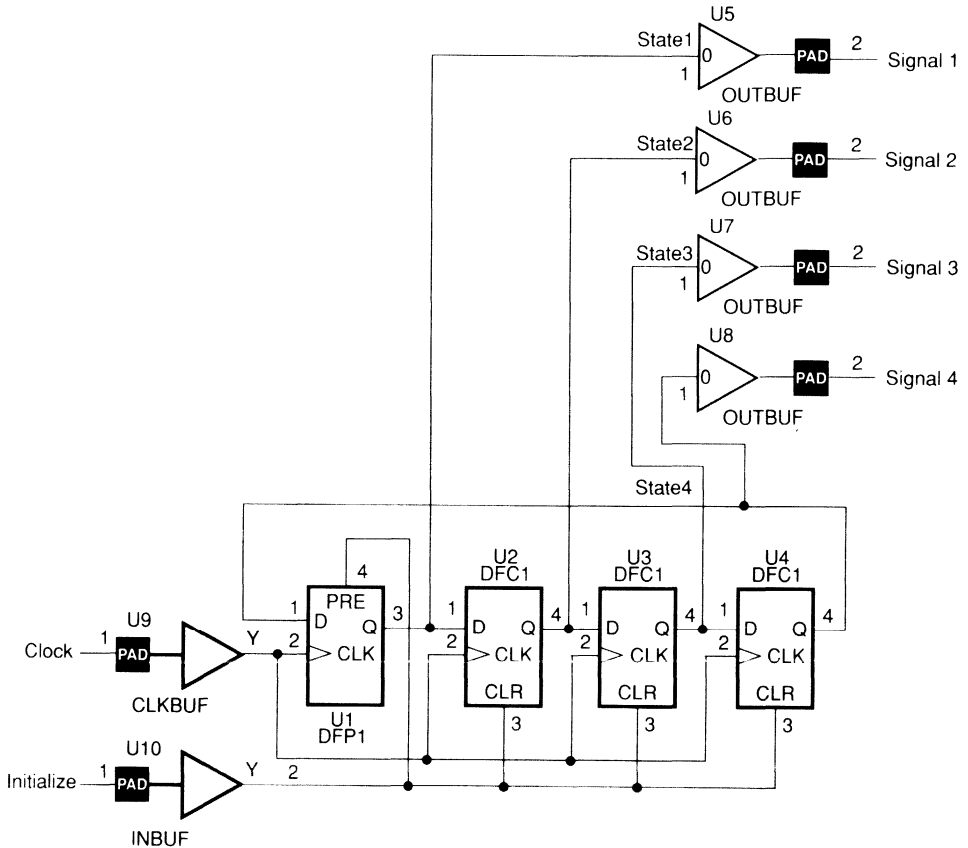 U5
State1
0
1
PAD
2
Signal 1
OUTBUF
U6
State2
0
1
PAD
2
Signal 2
OUTBUF
U7
State3
0
1
PAD
2
Signal 3
OUTBUF
U8
0
1
PAD
2
Signal 4
OUTBUF
State4
4
PRE
1
D
Q
3
2
CLK
U1
DFP1
U2
DFC1
1
D
Q
4
2
CLK
CLR
3
U3
DFC1
1
D
Q
4
2
CLK
CLR
3
U4
DFC1
1
D
Q
4
2
CLK
CLR
3
U9
Clock
1
PAD
Y
CLKBUF
U10
Initialize
1
PAD
Y
2
INBUF